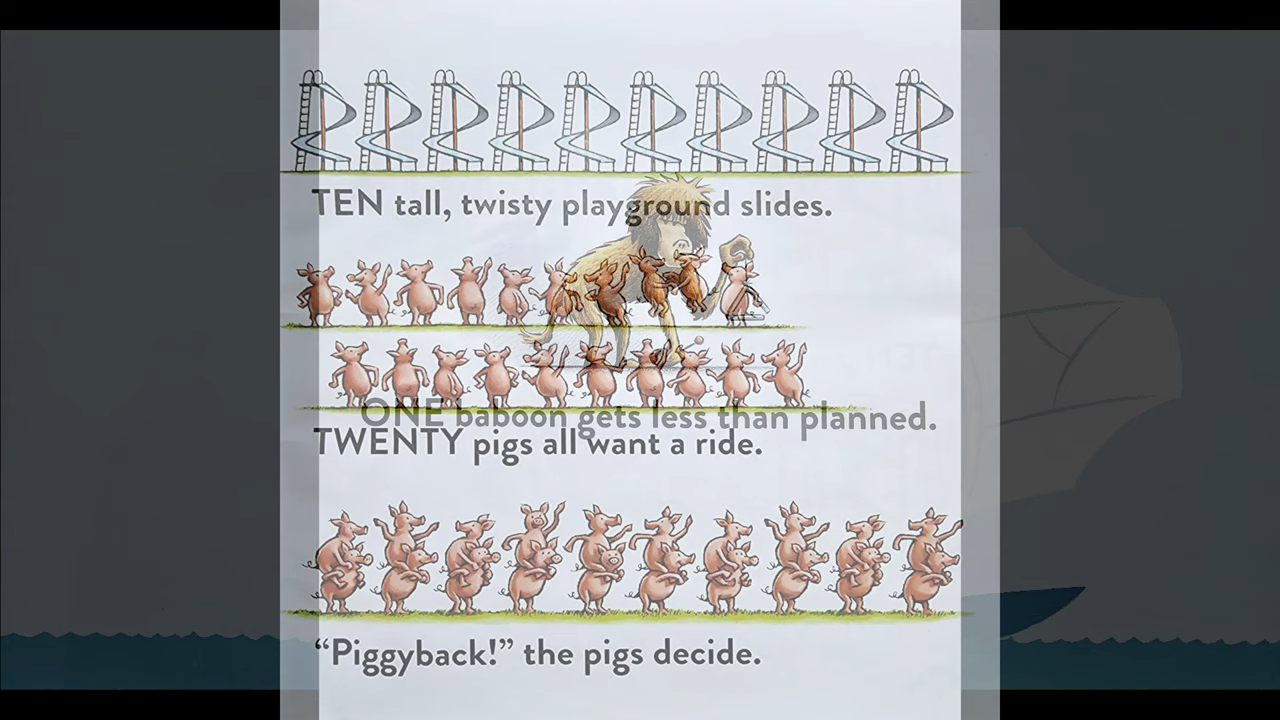 TEN tall, twisty playground slides.
ONE baboon gets less than planned.
TWENTY pigs all want a ride.
“Piggyback!” the pigs decide.